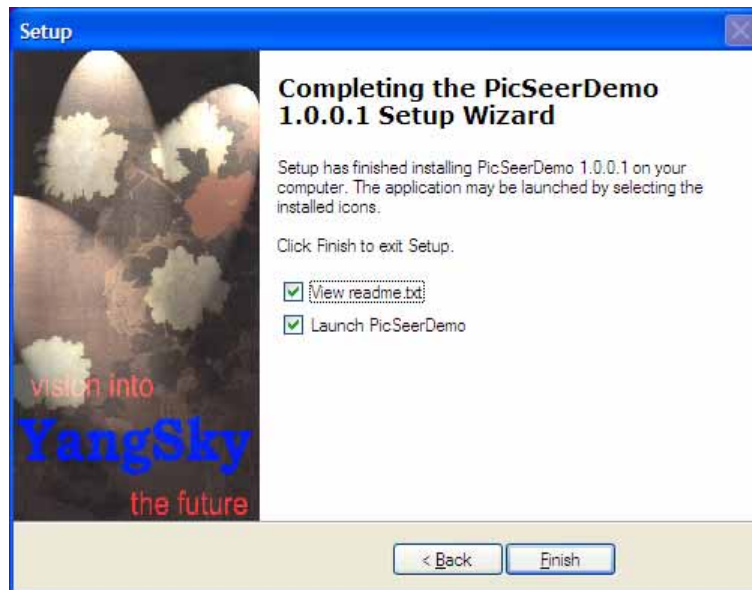 Setup
Completing the PicSeerDemo
1.0.0.1 Setup Wizard
Setup has finished installing PicSeerDemo 1.0.0.1 on your
computer. The application may be launched by selecting the
installed icons.
Click Finish to exit Setup.
View readme.txt
Launch PicSeerDemo
vision into
YangSky
the future
< Back
Finish